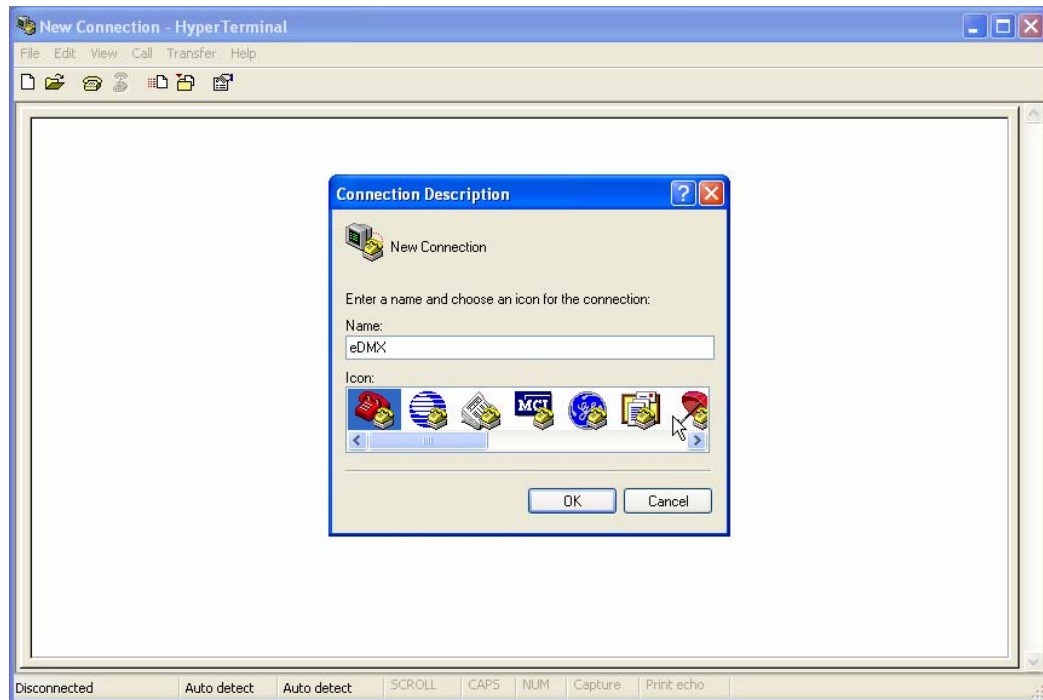 New Connection - HyperTerminal
File Edit View Call Transfer Help
Connection Description
New Connection
Enter a name and choose an icon for the connection:
Name:
eDMX
Icon:
MCI
OK Cancel
Disconnected Auto detect Auto detect SCROLL CAPS NUM Capture Print echo